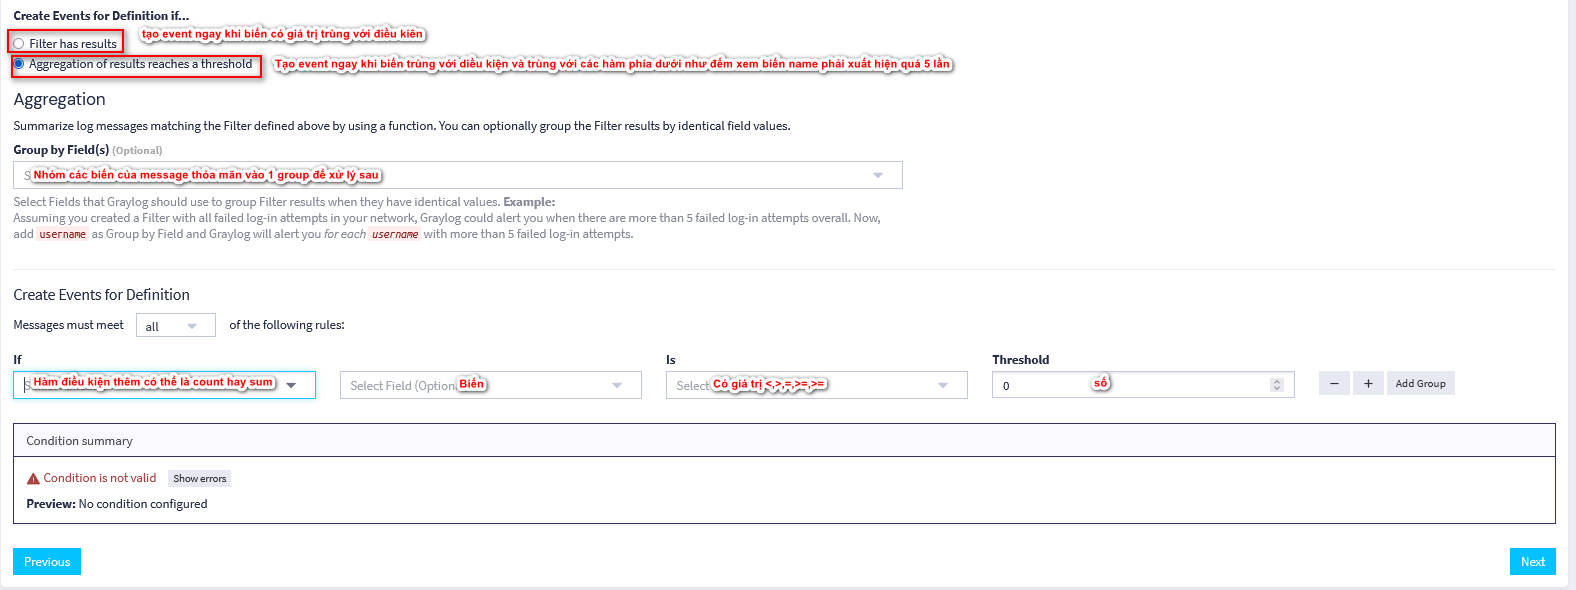 Create Events for Definition if...
tạo event ngay khi biến có giá trị trùng với điều kiên
Filter has results
Aggregation of results reaches a threshold
Tạo event ngay khi biến trùng với điều kiện và trùng với các hàm phía dưới như đếm xem biến name phải xuất hiện quá 5 lần
Aggregation
Summarize log messages matching the Filter defined above by using a function. You can optionally group the Filter results by identical field values.
Group by Field(s) (Optional)
Nhóm các biến của message thỏa mãn vào 1 group để xử lý sau
Select Fields that Graylog should use to group Filter results when they have identical values. Example:
Assuming you created a Filter with all failed log-in attempts in your network, Graylog could alert you when there are more than 5 failed log-in attempts overall. Now,
add username as Group by Field and Graylog will alert you for each username with more than 5 failed log-in attempts.
Create Events for Definition
Messages must meet all of the following rules:
If Is Threshold
Hàm điều kiện thêm có thể là count hay sum Select Field (Option Biến Select Có giá trị <,>,=,>=,>= 0 số − + Add Group
Condition summary
Condition is not valid Show errors
Preview: No condition configured
Previous Next